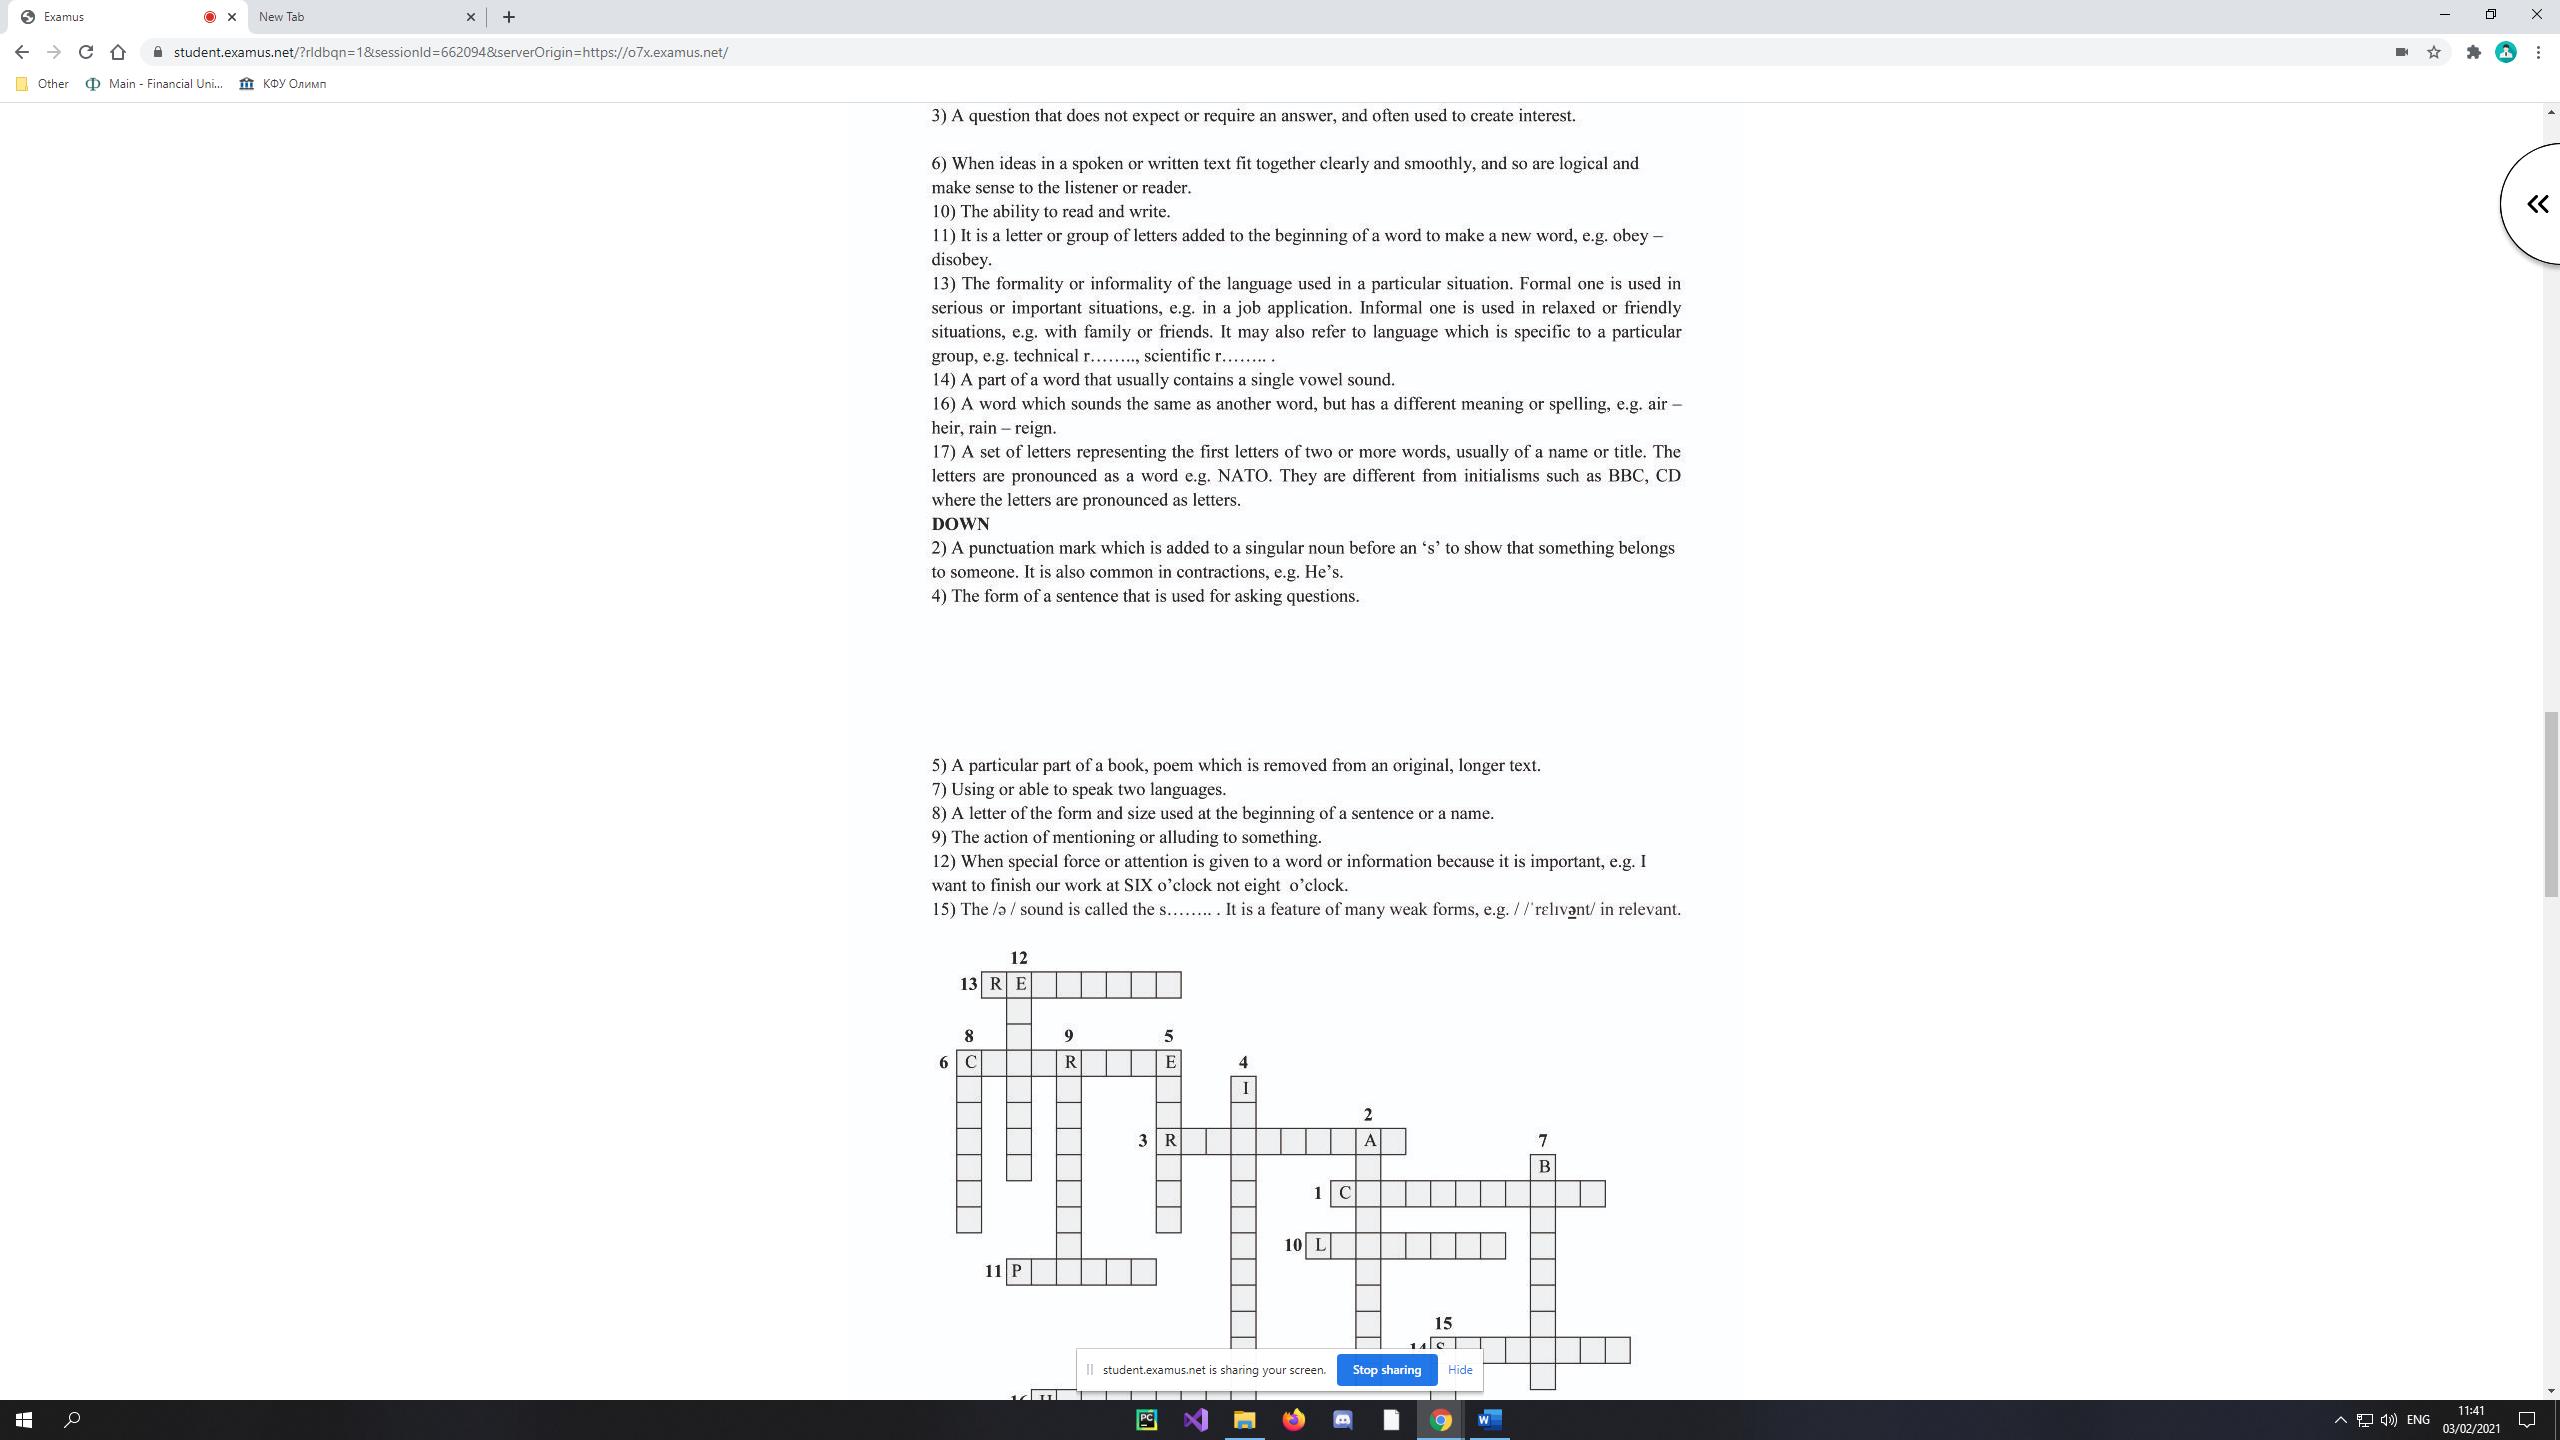 Examus
New Tab
student.examus.net/?rldbqn=1&sessionId=662094&serverOrigin=https://o7x.examus.net/
Other
Main - Financial Uni...
КФУ Олимп
3) A question that does not expect or require an answer, and often used to create interest.
6) When ideas in a spoken or written text fit together clearly and smoothly, and so are logical and
make sense to the listener or reader.
10) The ability to read and write.
11) It is a letter or group of letters added to the beginning of a word to make a new word, e.g. obey –
disobey.
13) The formality or informality of the language used in a particular situation. Formal one is used in
serious or important situations, e.g. in a job application. Informal one is used in relaxed or friendly
situations, e.g. with family or friends. It may also refer to language which is specific to a particular
group, e.g. technical r…….., scientific r…….. .
14) A part of a word that usually contains a single vowel sound.
16) A word which sounds the same as another word, but has a different meaning or spelling, e.g. air –
heir, rain – reign.
17) A set of letters representing the first letters of two or more words, usually of a name or title. The
letters are pronounced as a word e.g. NATO. They are different from initialisms such as BBC, CD
where the letters are pronounced as letters.
DOWN
2) A punctuation mark which is added to a singular noun before an ‘s’ to show that something belongs
to someone. It is also common in contractions, e.g. He’s.
4) The form of a sentence that is used for asking questions.
5) A particular part of a book, poem which is removed from an original, longer text.
7) Using or able to speak two languages.
8) A letter of the form and size used at the beginning of a sentence or a name.
9) The action of mentioning or alluding to something.
12) When special force or attention is given to a word or information because it is important, e.g. I
want to finish our work at SIX o’clock not eight o’clock.
15) The /ə / sound is called the s…….. . It is a feature of many weak forms, e.g. / /ˈrɛlɪvənt/ in relevant.
12
13 R E
8 9 5
6 C R E 4
I
2
3 R A 7
B
1 C
10 L
11 P
15
14 S
student.examus.net is sharing your screen. Stop sharing Hide
16 H
PC
W
ENG
11:41
03/02/2021